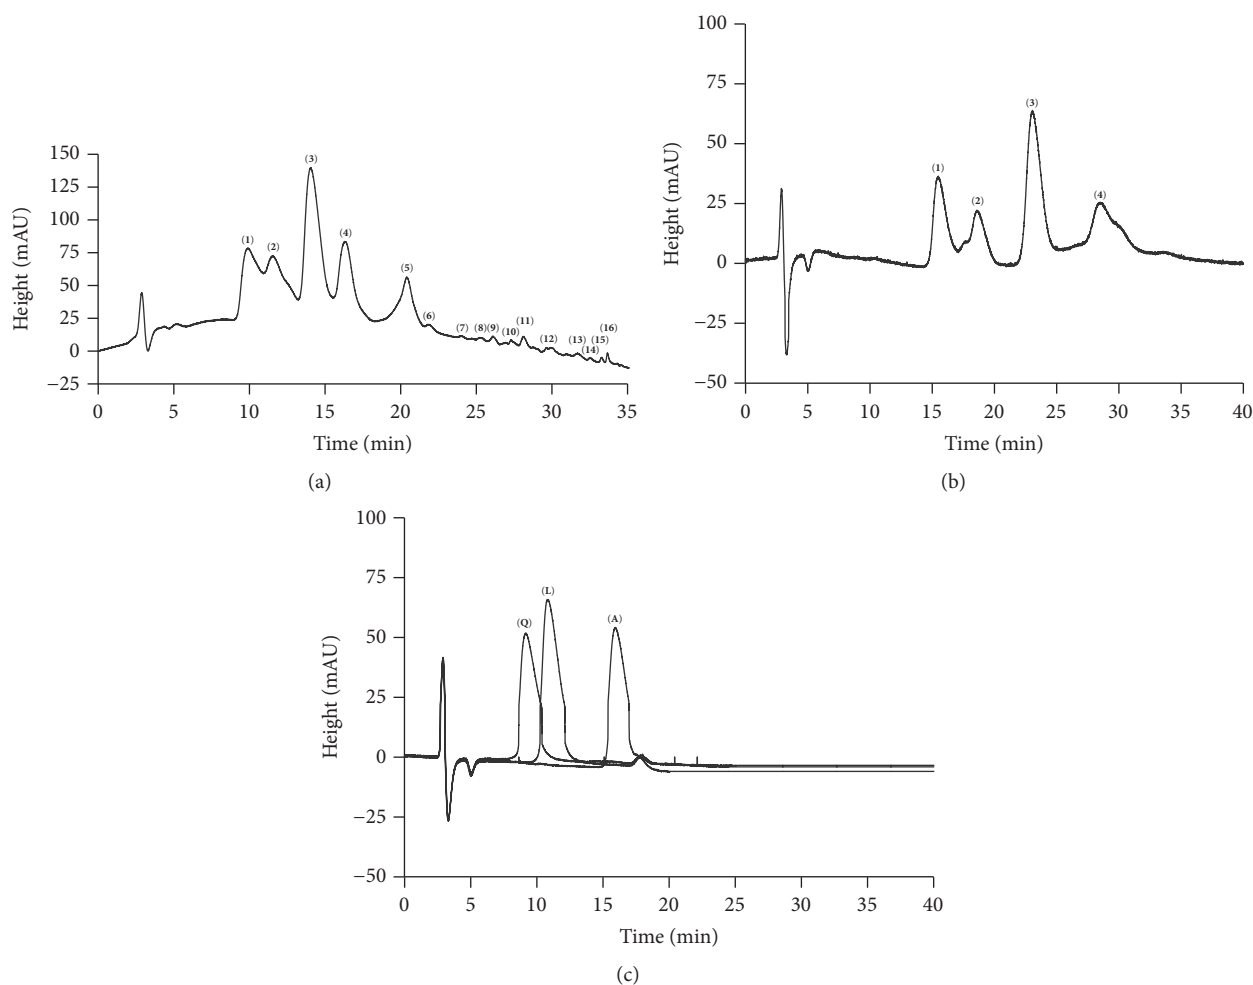 150
125
100
75
50
25
0
−25
Height (mAU)
(1)
(2)
(3)
(4)
(5)
(6)
(7)
(8)
(9)
(10)
(11)
(12)
(13)
(14)
(15)
(16)
0 5 10 15 20 25 30 35
Time (min)
(a)
100
75
50
25
0
−25
−50
Height (mAU)
(1)
(2)
(3)
(4)
0 5 10 15 20 25 30 35 40
Time (min)
(b)
100
75
50
25
0
−25
−50
Height (mAU)
(Q)
(L)
(A)
0 5 10 15 20 25 30 35 40
Time (min)
(c)